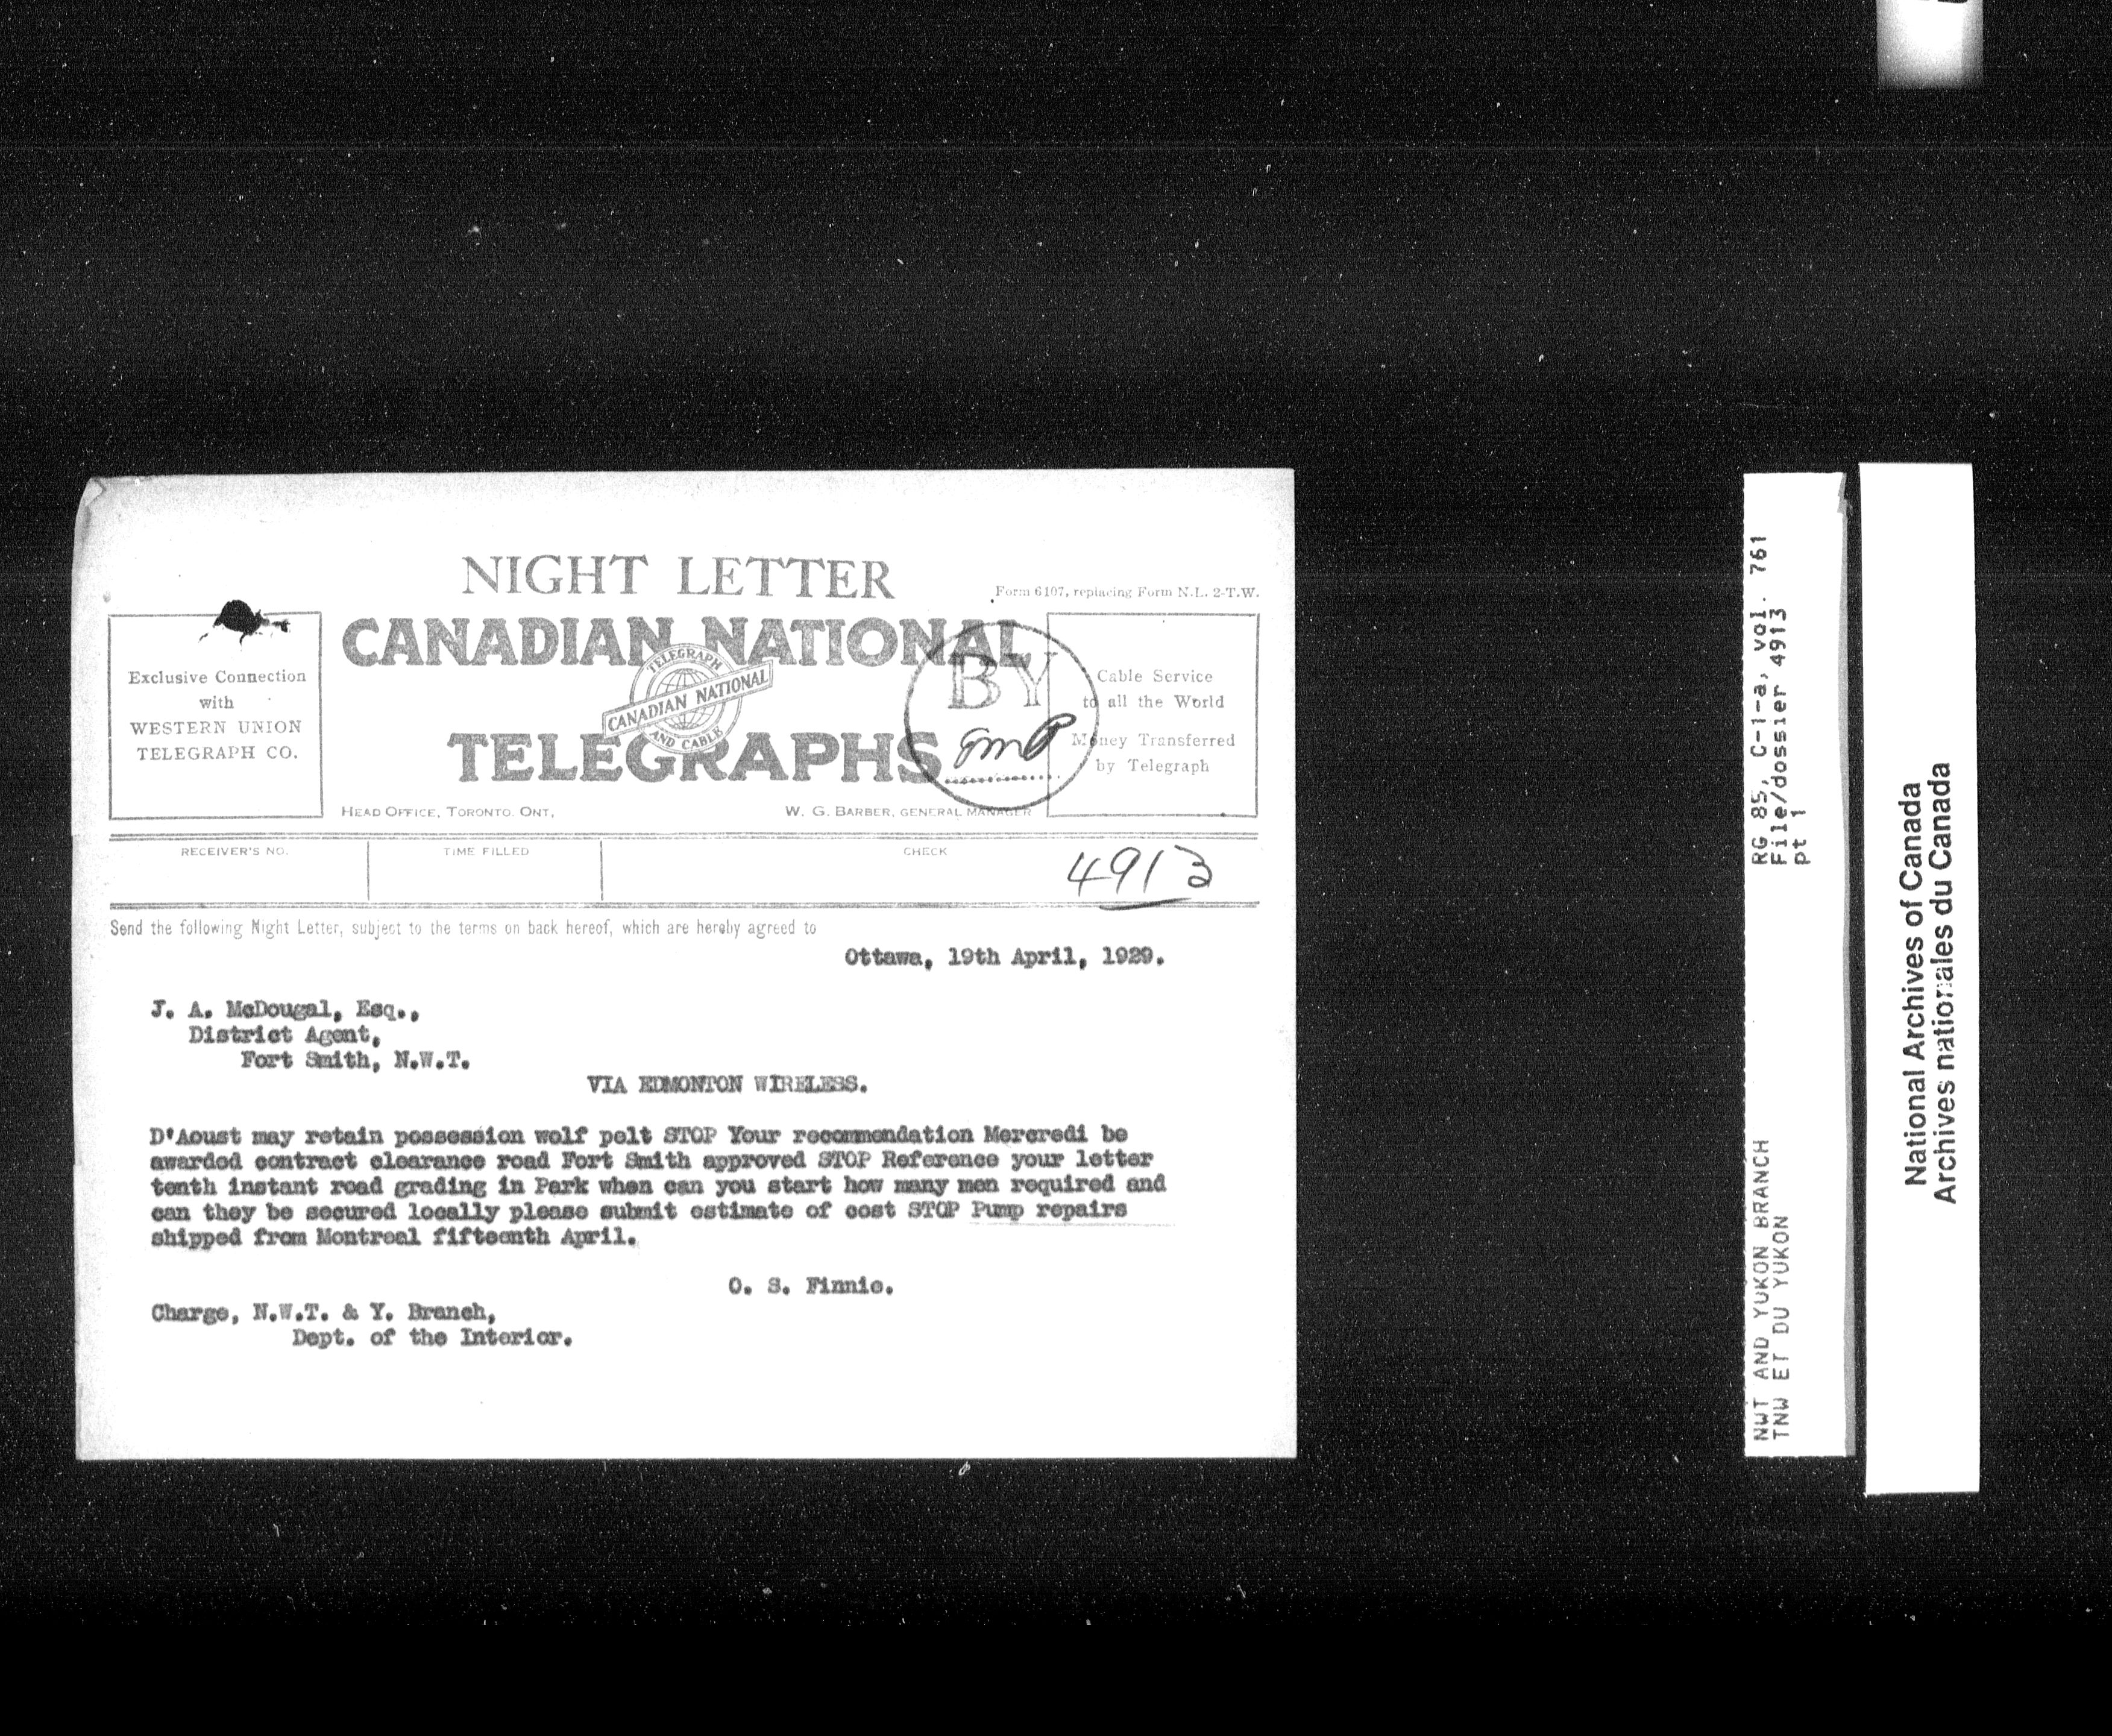 NIGHT LETTER
Form 6107, replacing Form N.L. 2-T.W.
Exclusive Connection
with
WESTERN UNION
TELEGRAPH CO.
CANADIAN NATIONAL
TELEGRAPH
CANADIAN NATIONAL
AND CABLE
TELEGRAPHS
BY
Cable Service
to all the World
Money Transferred
by Telegraph
HEAD OFFICE, TORONTO. ONT,
W. G. BARBER, GENERAL MANAGER
RECEIVER'S NO.
TIME FILLED
CHECK
4913
Send the following Night Letter, subject to the terms on back hereof, which are hereby agreed to
Ottawa, 19th April, 1929.
J. A. McDougal, Esq.,
District Agent,
Fort Smith, N.W.T.
VIA EDMONTON WIRELESS.
D'Aoust may retain possession wolf pelt STOP Your recommendation Mercredi be
awarded contract clearance road Fort Smith approved STOP Reference your letter
tenth instant road grading in Park when can you start how many men required and
can they be secured locally please submit estimate of cost STOP Pump repairs
shipped from Montreal fifteenth April.
O. S. Finnie.
Charge, N.W.T. & Y. Branch,
Dept. of the Interior.
RG 85, C-1-a, vol. 761
File/dossier 4913
pt 1
NWT AND YUKON BRANCH
TNW ET DU YUKON
National Archives of Canada
Archives nationales du Canada